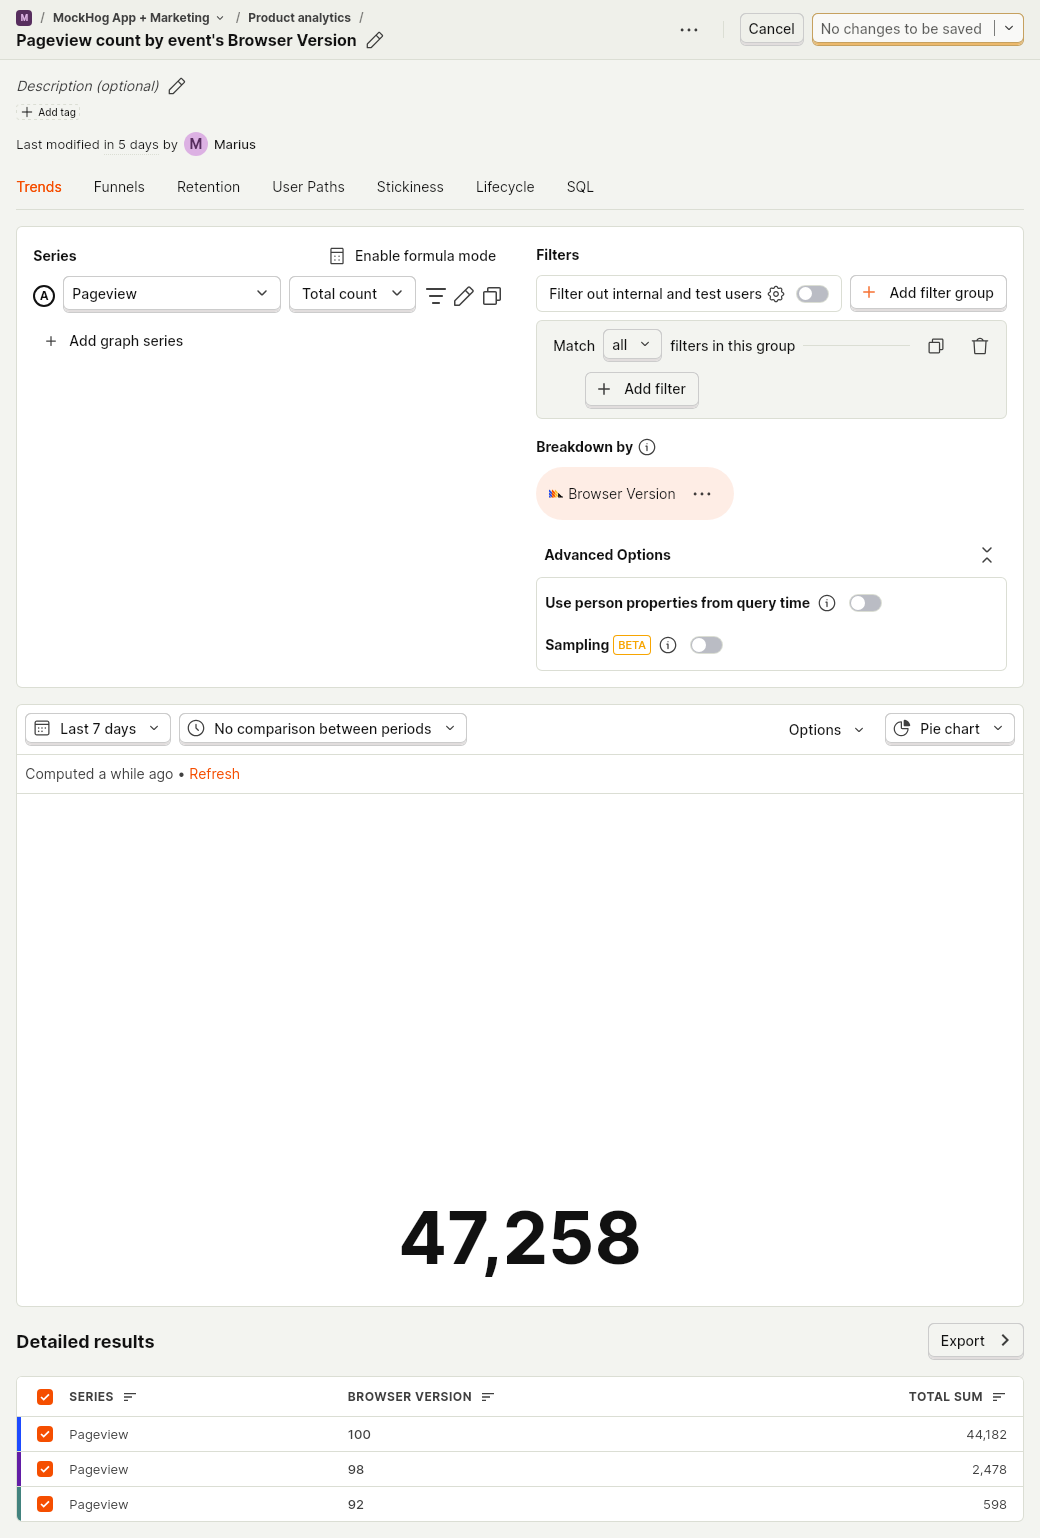 M / MockHog App + Marketing / Product analytics /
Pageview count by event's Browser Version
Cancel
No changes to be saved
Description (optional)
Add tag
Last modified in 5 days by M Marius
Trends Funnels Retention User Paths Stickiness Lifecycle SQL
Series
Enable formula mode
A Pageview Total count
Add graph series
Filters
Filter out internal and test users
Add filter group
Match all filters in this group
Add filter
Breakdown by
Browser Version
Advanced Options
Use person properties from query time
Sampling BETA
Last 7 days No comparison between periods Options Pie chart
Computed a while ago • Refresh
47,258
Detailed results
Export
SERIES BROWSER VERSION TOTAL SUM
Pageview 100 44,182
Pageview 98 2,478
Pageview 92 598